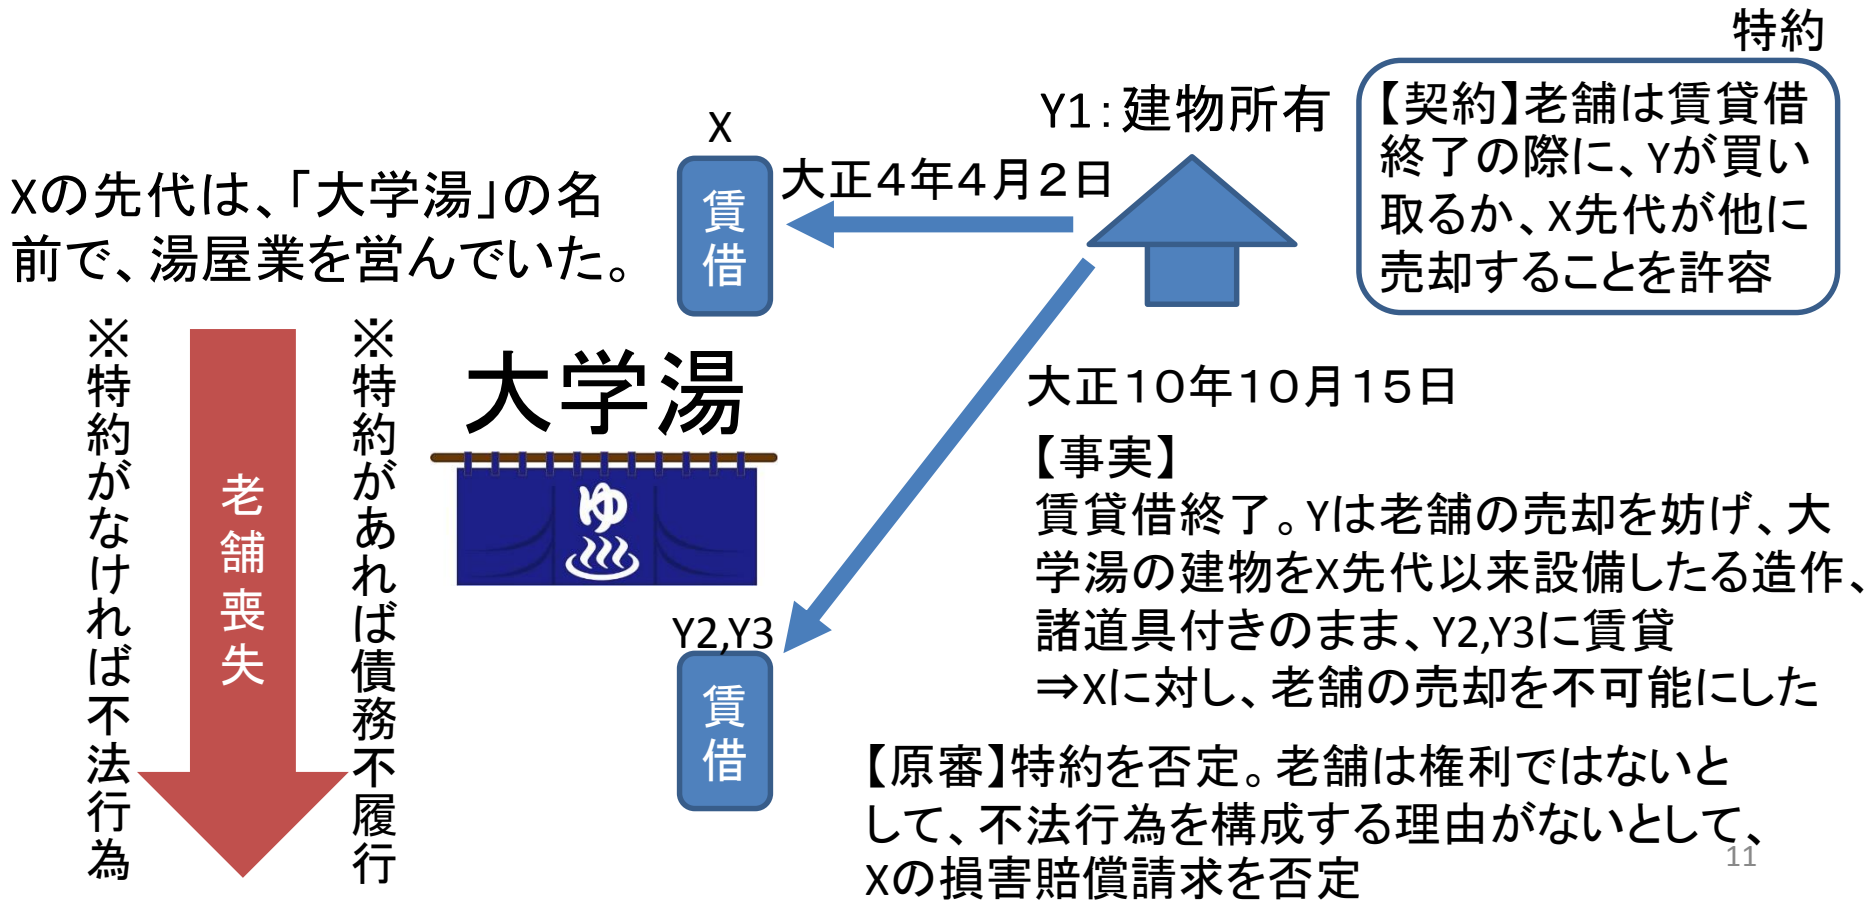 特約
【契約】老舗は賃貸借
終了の際に、Yが買い
取るか、X先代が他に
売却することを許容
Y1：建物所有
X
賃借
大正４年４月２日
Xの先代は、「大学湯」の名
前で、湯屋業を営んでいた。
※特約がなければ不法行為
老舗喪失
※特約があれば債務不履行
大学湯
ゆ
大正１０年１０月１５日
【事実】
賃貸借終了。Yは老舗の売却を妨げ、大
学湯の建物をX先代以来設備したる造作、
諸道具付きのまま、Y2,Y3に賃貸
⇒Xに対し、老舗の売却を不可能にした
Y2,Y3
賃借
【原審】特約を否定。老舗は権利ではないと
して、不法行為を構成する理由がないとして、
Xの損害賠償請求を否定
11